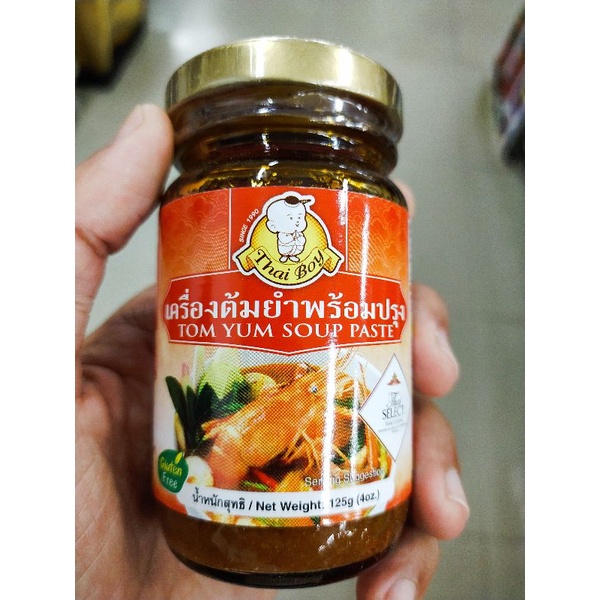 SINCE 1990
Thai Boy
เครื่องต้มยำพร้อมปรุง
TOM YUM SOUP PASTE
Thai
SELECT
Gluten
Free
Serving Suggestion
น้ำหนักสุทธิ / Net Weight: 125g (4oz.)